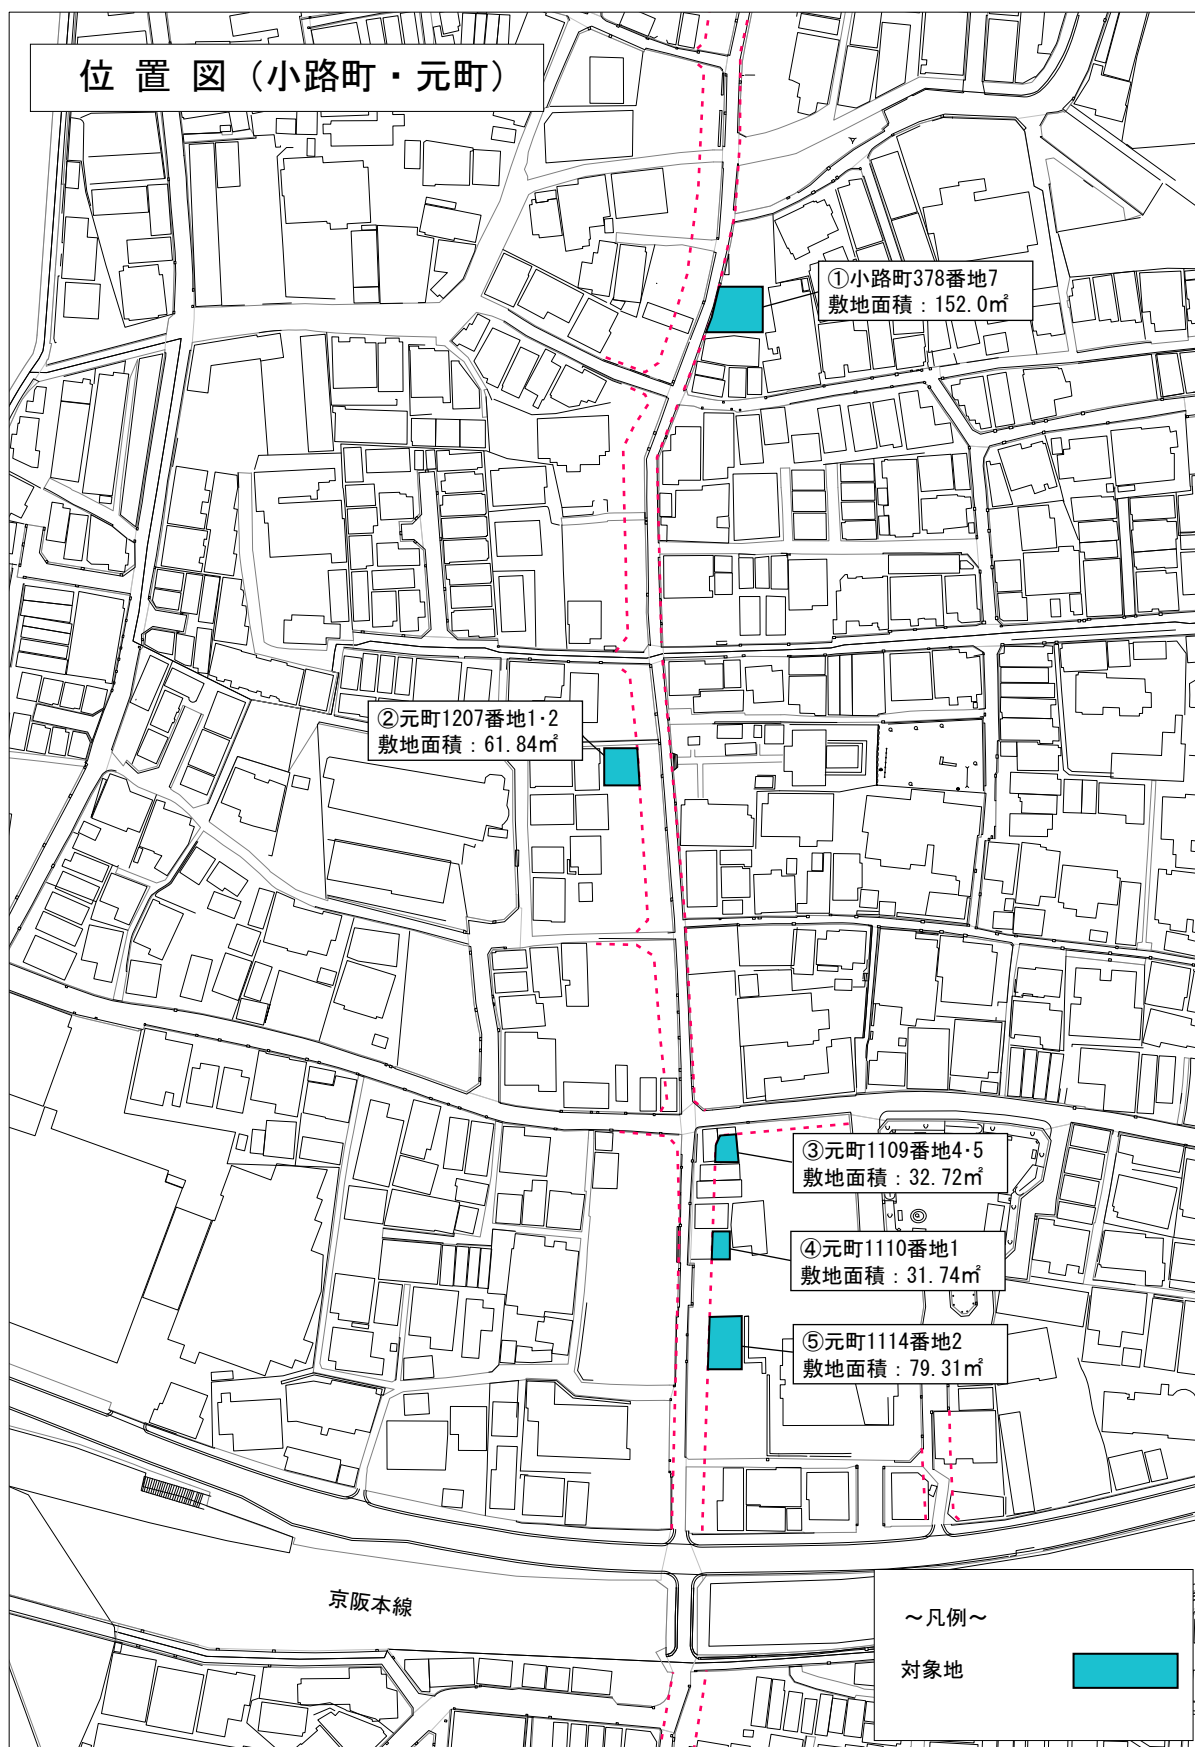 位置図（小路町・元町）
①小路町378番地7
敷地面積：152.0㎡
②元町1207番地1･2
敷地面積：61.84㎡
③元町1109番地4･5
敷地面積：32.72㎡
④元町1110番地1
敷地面積：31.74㎡
⑤元町1114番地2
敷地面積：79.31㎡
京阪本線
～凡例～
対象地